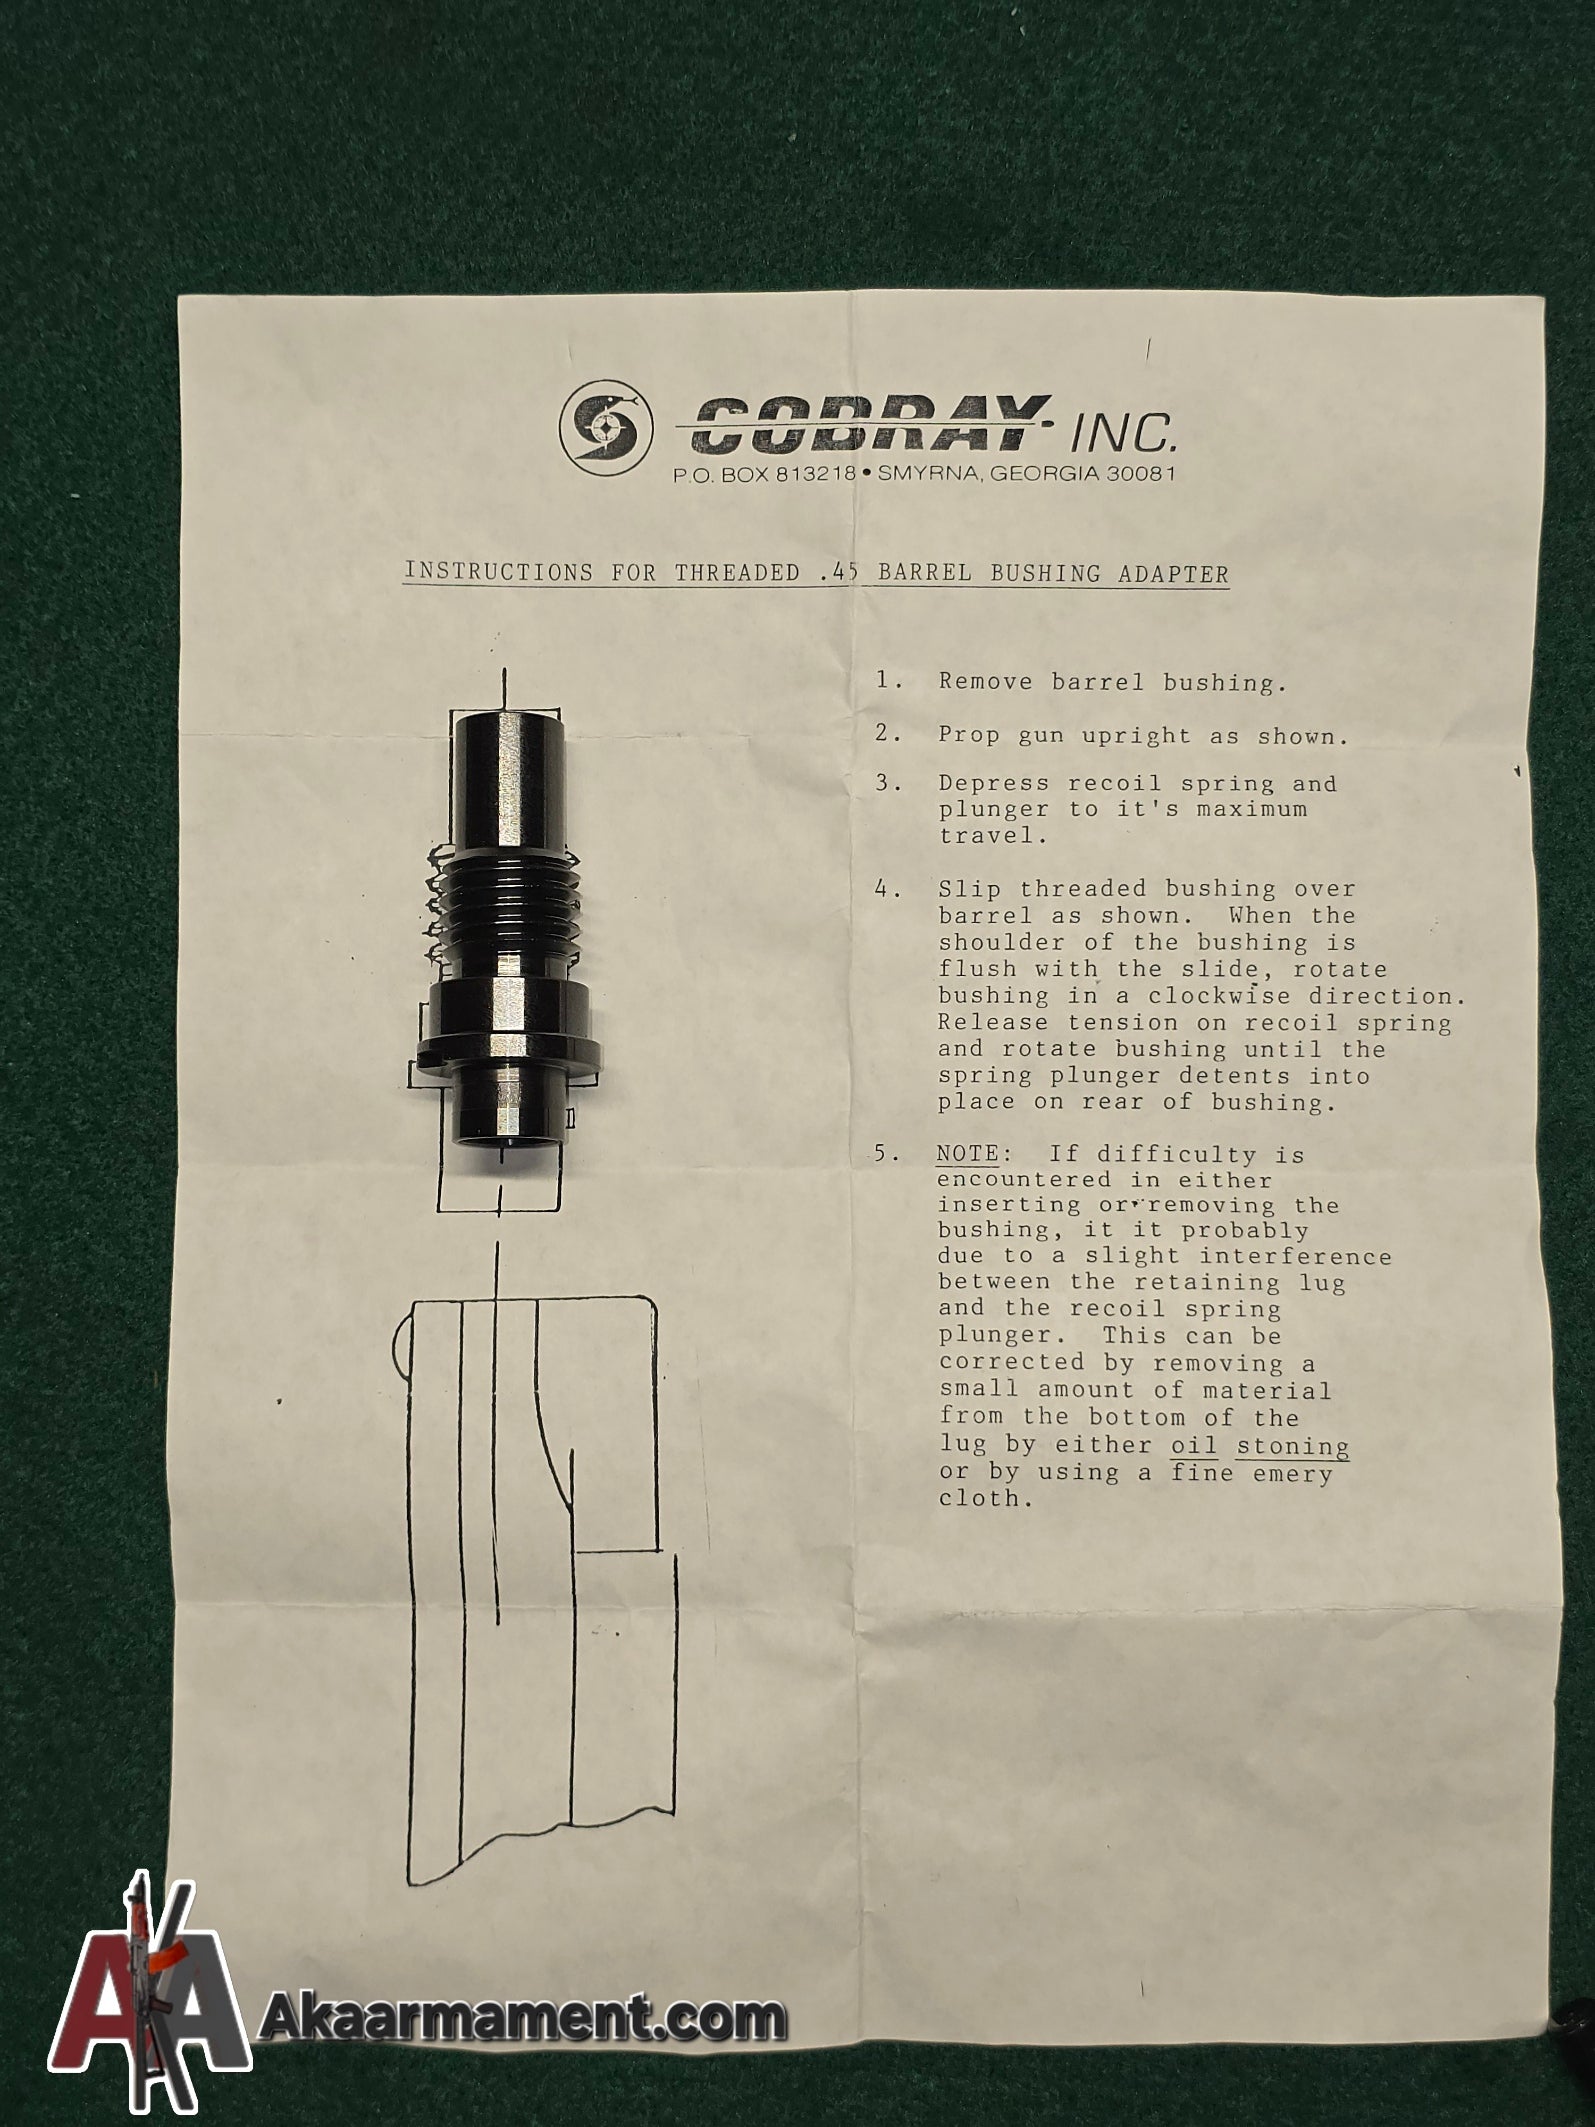 COBRAY INC.
P.O. BOX 813218 • SMYRNA, GEORGIA 30081
INSTRUCTIONS FOR THREADED .45 BARREL BUSHING ADAPTER
1. Remove barrel bushing.
2. Prop gun upright as shown.
3. Depress recoil spring and
plunger to it's maximum
travel.
4. Slip threaded bushing over
barrel as shown. When the
shoulder of the bushing is
flush with the slide, rotate
bushing in a clockwise direction.
Release tension on recoil spring
and rotate bushing until the
spring plunger detents into
place on rear of bushing.
5. NOTE: If difficulty is
encountered in either
inserting or removing the
bushing, it it probably
due to a slight interference
between the retaining lug
and the recoil spring
plunger. This can be
corrected by removing a
small amount of material
from the bottom of the
lug by either oil stoning
or by using a fine emery
cloth.
AKA
Akaarmament.com